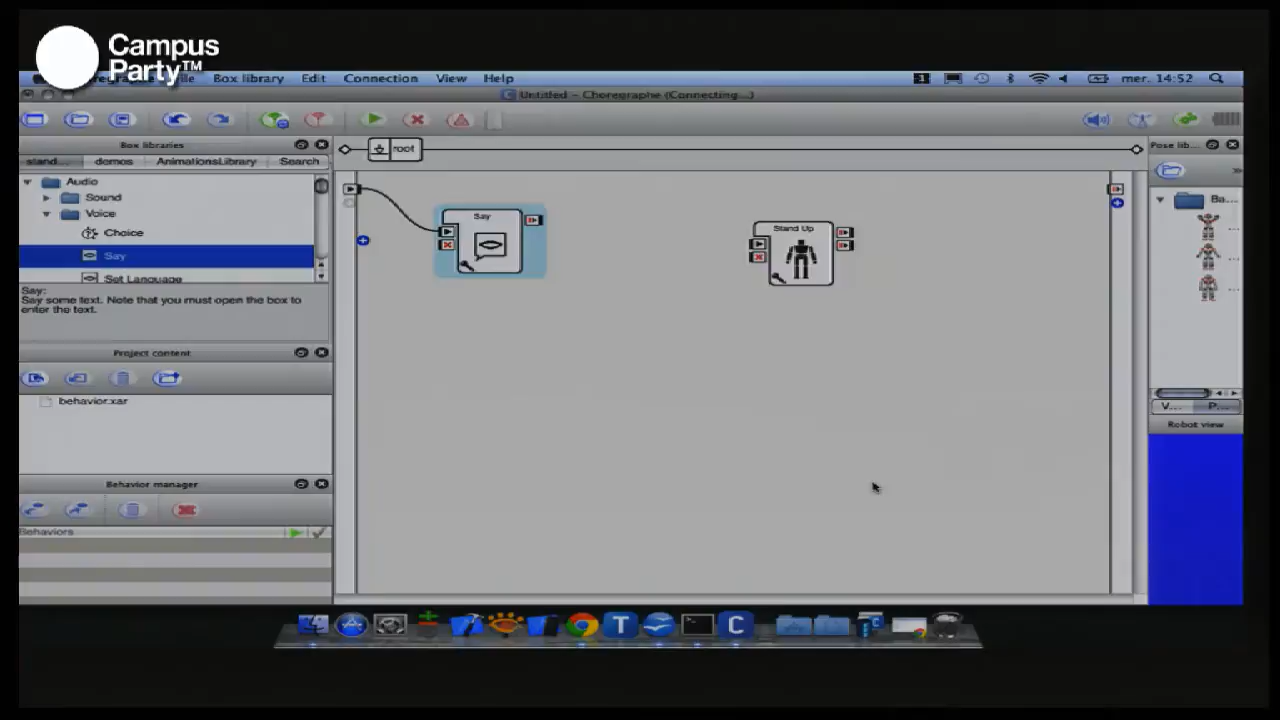 Campus
Party™
Box library Edit Connection View Help
mer. 14:52
Untitled - Choregraphe (Connecting...)
Box libraries
stand... demos AnimationsLibrary Search
root
Pose lib...
Audio
Sound
Voice
Choice
Say
Set Language
Say:
Say some text. Note that you must open the box to
enter the text.
Say
Stand Up
Ba...
Project content
behavior.xar
V... P...
Robot view
Behavior manager
Behaviors
T
C